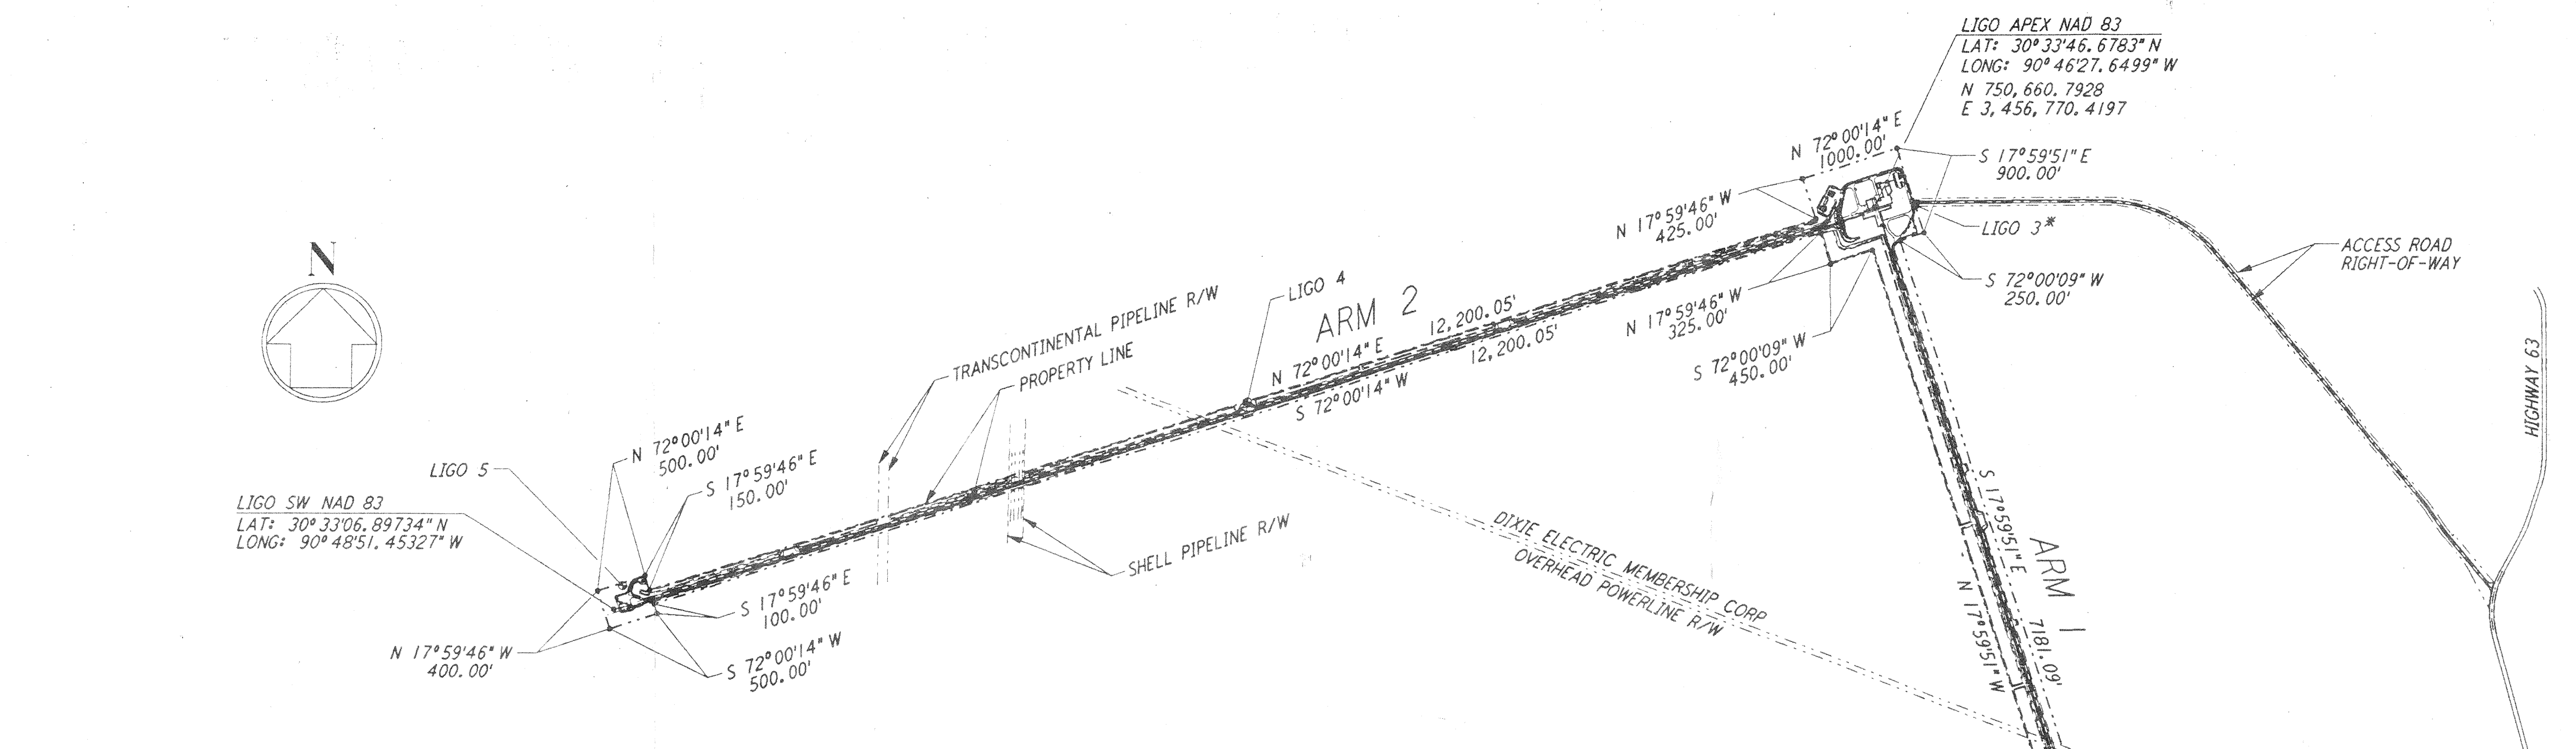 LIGO APEX NAD 83
LAT: 30° 33'46.6783" N
LONG: 90° 46'27.6499" W
N 750, 660. 7928
E 3, 456, 770. 4197
N 72°00'14" E
1000.00'
S 17°59'51" E
900.00'
N 17°59'46" W
425.00'
LIGO 3*
ACCESS ROAD
RIGHT-OF-WAY
N
S 72°00'09" W
250.00'
LIGO 4
TRANSCONTINENTAL PIPELINE R/W
ARM 2
12,200.05'
12,200.05'
N 17°59'46" W
325.00'
PROPERTY LINE
N 72°00'14" E
S 72°00'14" W
S 72°00'09" W
450.00'
HIGHWAY 63
N 72°00'14" E
500.00'
LIGO 5
S 17°59'46" E
150.00'
LIGO SW NAD 83
LAT: 30° 33'06.89734" N
LONG: 90° 48'51.45327" W
SHELL PIPELINE R/W
DIXIE ELECTRIC MEMBERSHIP CORP
OVERHEAD POWERLINE R/W
S 17°59'51" E
7181.09'
ARM 1
N 17°59'51" W
S 17°59'46" E
100.00'
N 17°59'46" W
400.00'
S 72°00'14" W
500.00'